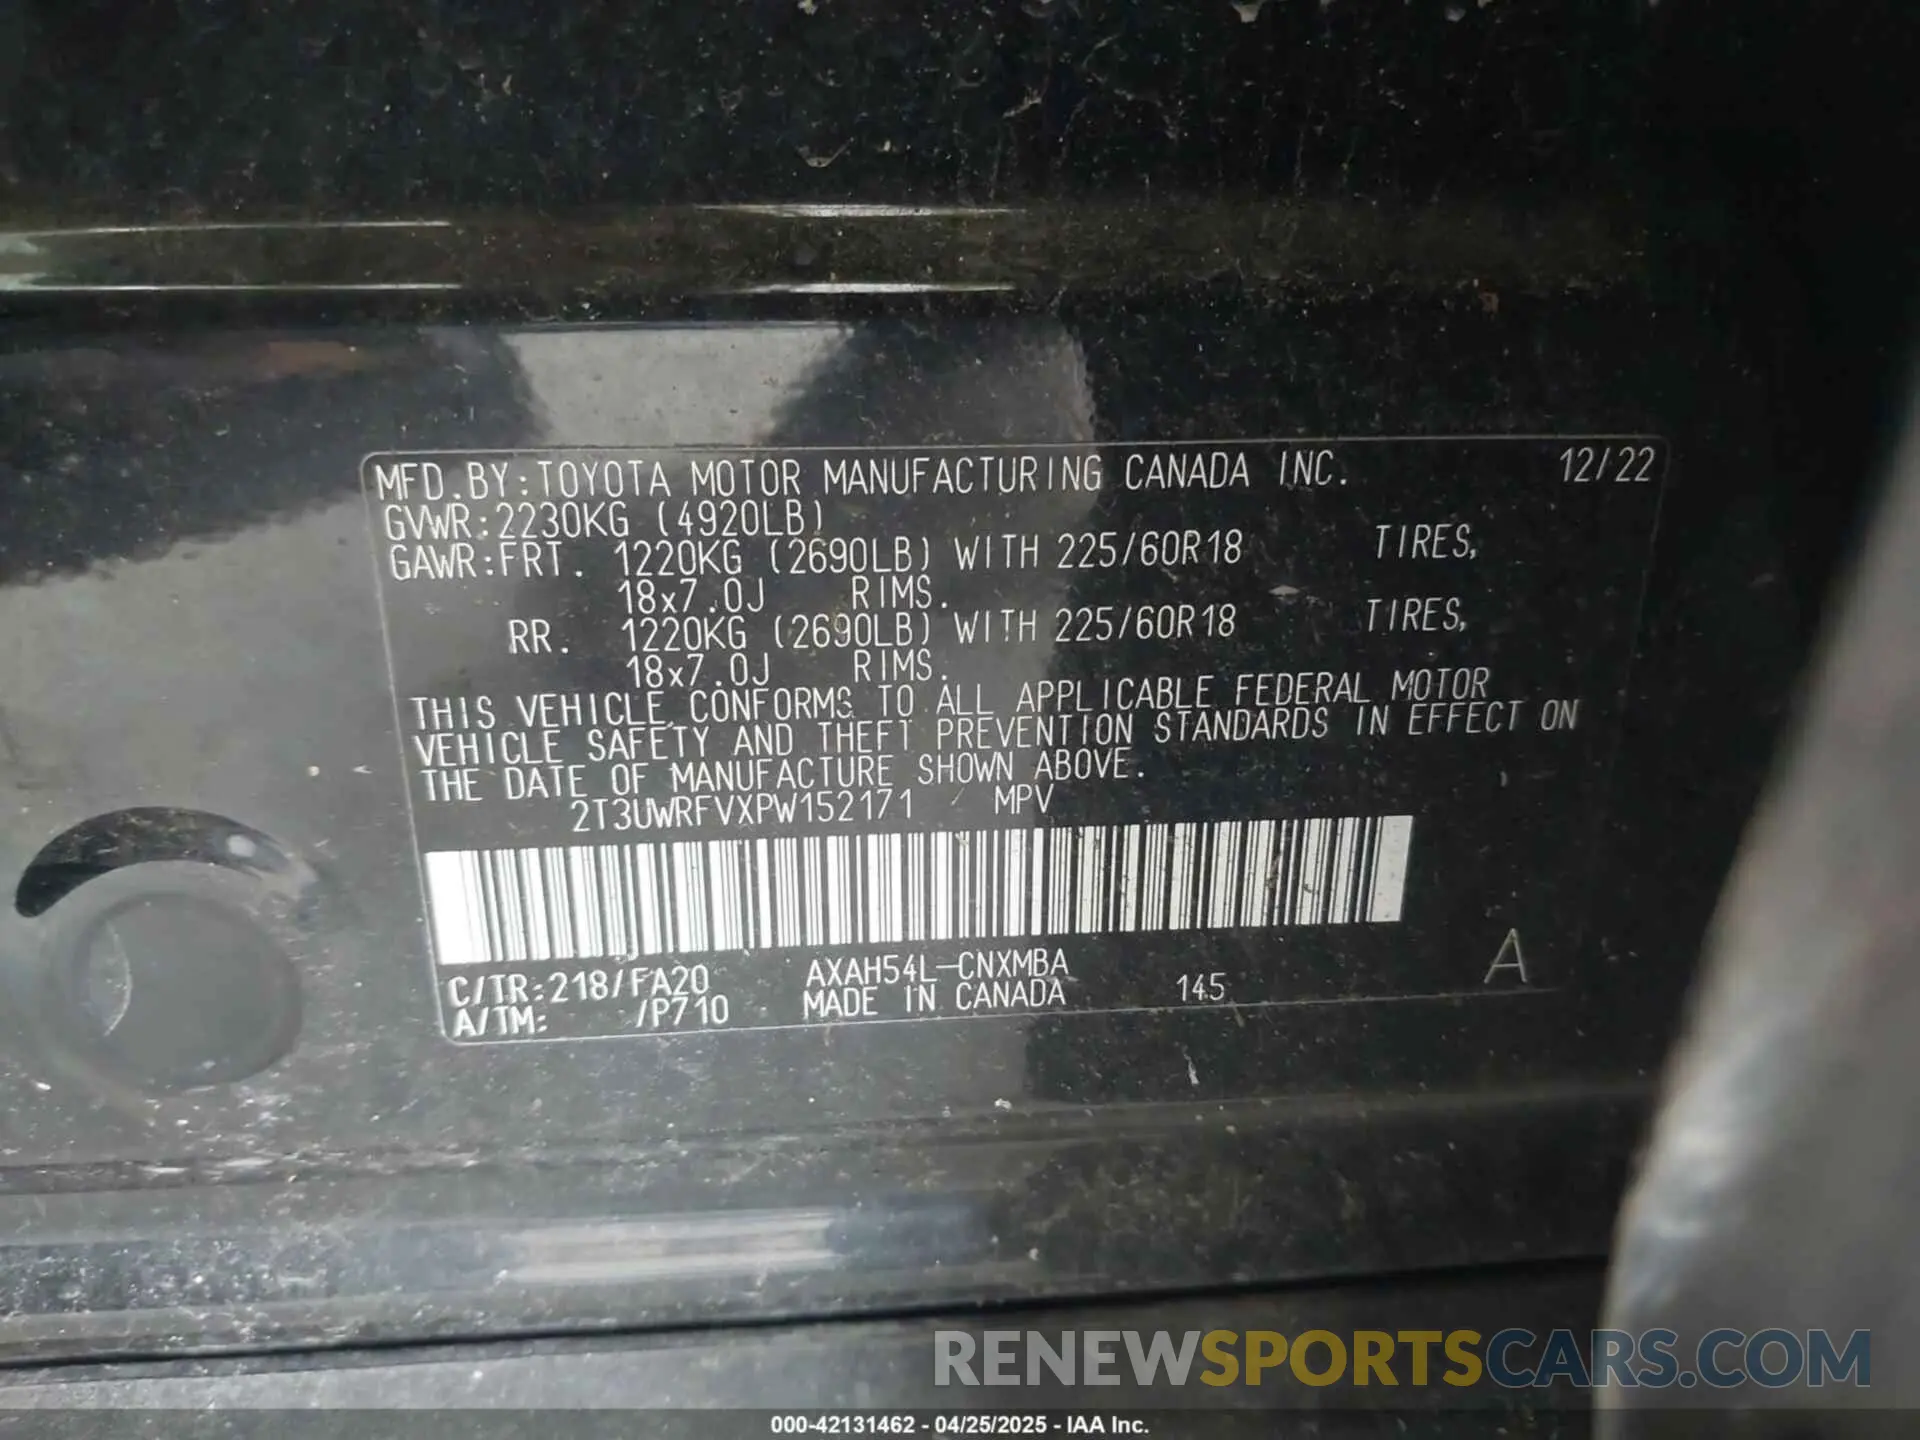 MFD.BY:TOYOTA MOTOR MANUFACTURING CANADA INC. 12/22
GVWR:2230KG (4920LB)
GAWR:FRT. 1220KG (2690LB) WITH 225/60R18 TIRES,
18x7.0J RIMS.
RR. 1220KG (2690LB) WITH 225/60R18 TIRES,
18x7.0J RIMS.
THIS VEHICLE CONFORMS TO ALL APPLICABLE FEDERAL MOTOR
VEHICLE SAFETY AND THEFT PREVENTION STANDARDS IN EFFECT ON
THE DATE OF MANUFACTURE SHOWN ABOVE.
2T3UWRFVXPW152171 MPV
C/TR:218/FA20 AXAH54L-CNXMBA
A/TM: /P710 MADE IN CANADA 145 A
RENEWSPORTSCARS.COM
000-42131462 - 04/25/2025 - IAA Inc.